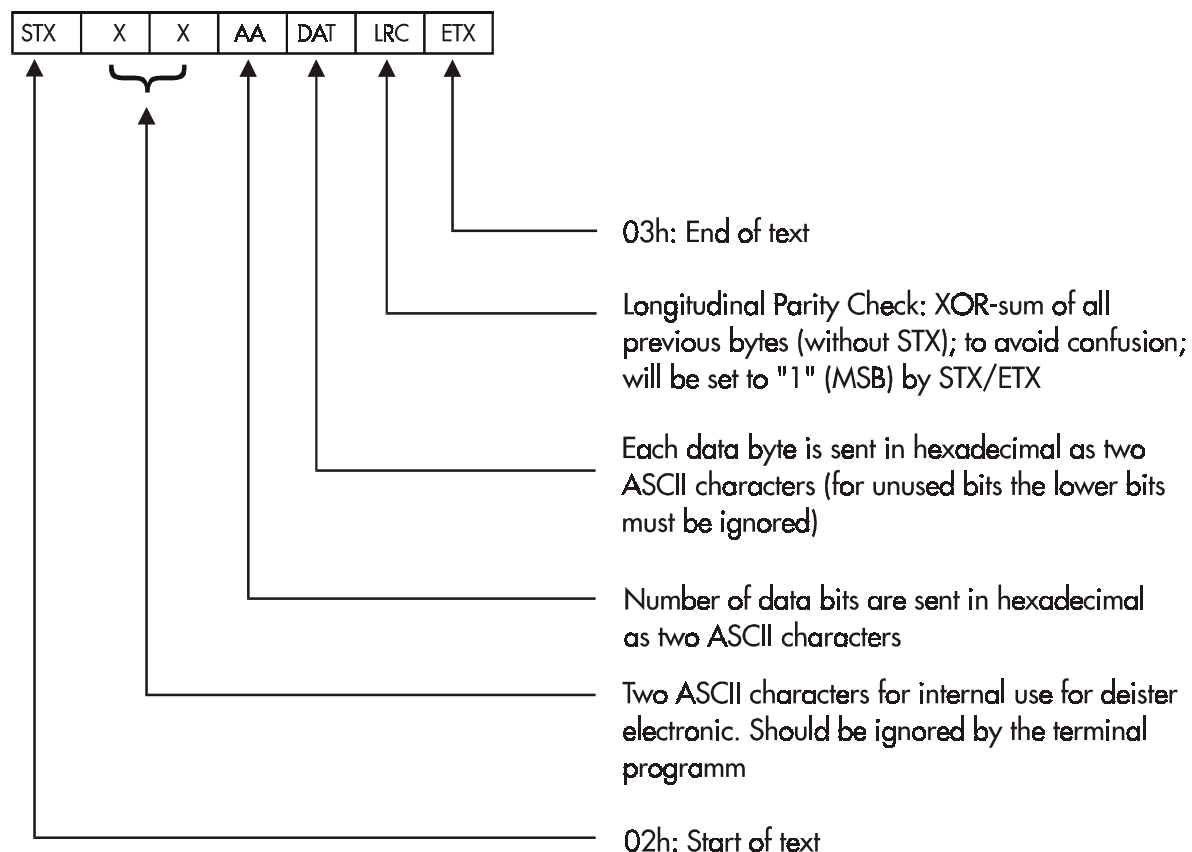 STX X X AA DAT LRC ETX
03h: End of text
Longitudinal Parity Check: XOR-sum of all
previous bytes (without STX); to avoid confusion;
will be set to "1" (MSB) by STX/ETX
Each data byte is sent in hexadecimal as two
ASCII characters (for unused bits the lower bits
must be ignored)
Number of data bits are sent in hexadecimal
as two ASCII characters
Two ASCII characters for internal use for deister
electronic. Should be ignored by the terminal
programm
02h: Start of text